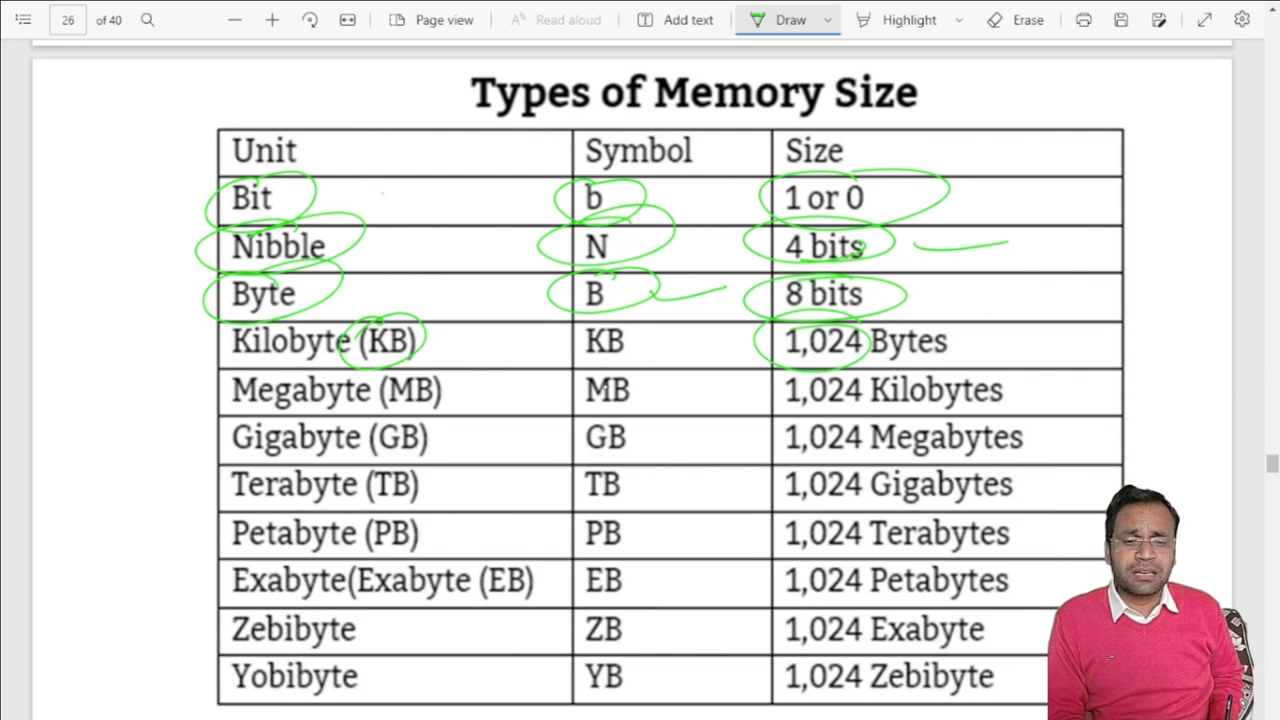 26 of 40 Page view Read aloud Add text Draw Highlight Erase
Types of Memory Size
Unit Symbol Size
Bit b 1 or 0
Nibble N 4 bits
Byte B 8 bits
Kilobyte (KB) KB 1,024 Bytes
Megabyte (MB) MB 1,024 Kilobytes
Gigabyte (GB) GB 1,024 Megabytes
Terabyte (TB) TB 1,024 Gigabytes
Petabyte (PB) PB 1,024 Terabytes
Exabyte(Exabyte (EB) EB 1,024 Petabytes
Zebibyte ZB 1,024 Exabyte
Yobibyte YB 1,024 Zebibyte